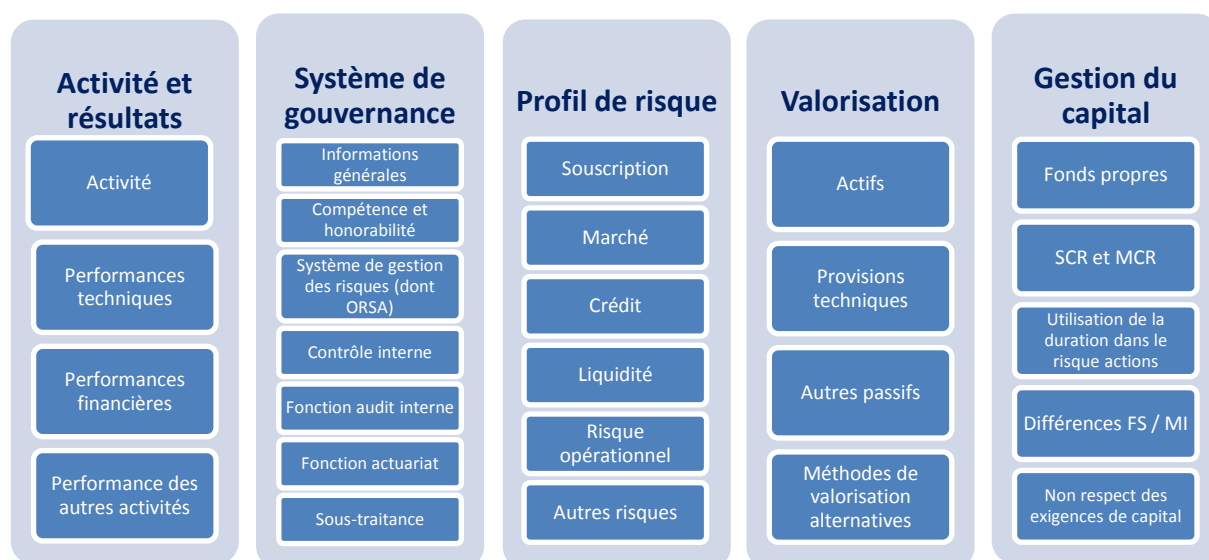 Activité et
résultats
Activité
Performances
techniques
Performances
financières
Performance des
autres activités
Système de
gouvernance
Informations
générales
Compétence et
honorabilité
Système de gestion
des risques (dont
ORSA)
Contrôle interne
Fonction audit interne
Fonction actuariat
Sous-traitance
Profil de risque
Souscription
Marché
Crédit
Liquidité
Risque
opérationnel
Autres risques
Valorisation
Actifs
Provisions
techniques
Autres passifs
Méthodes de
valorisation
alternatives
Gestion du
capital
Fonds propres
SCR et MCR
Utilisation de la
duration dans le
risque actions
Différences FS / MI
Non respect des
exigences de capital